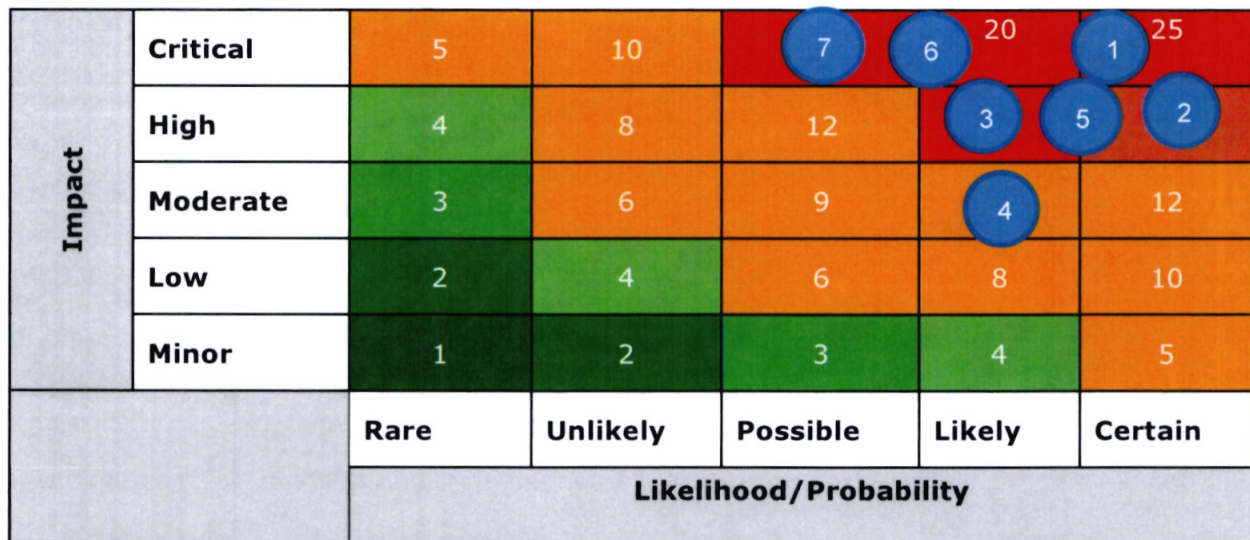 Critical 5 10 7 6 20 1 25
High 4 8 12 3 5 2
Moderate 3 6 9 4 12
Low 2 4 6 8 10
Minor 1 2 3 4 5
Impact
Rare Unlikely Possible Likely Certain
Likelihood/Probability